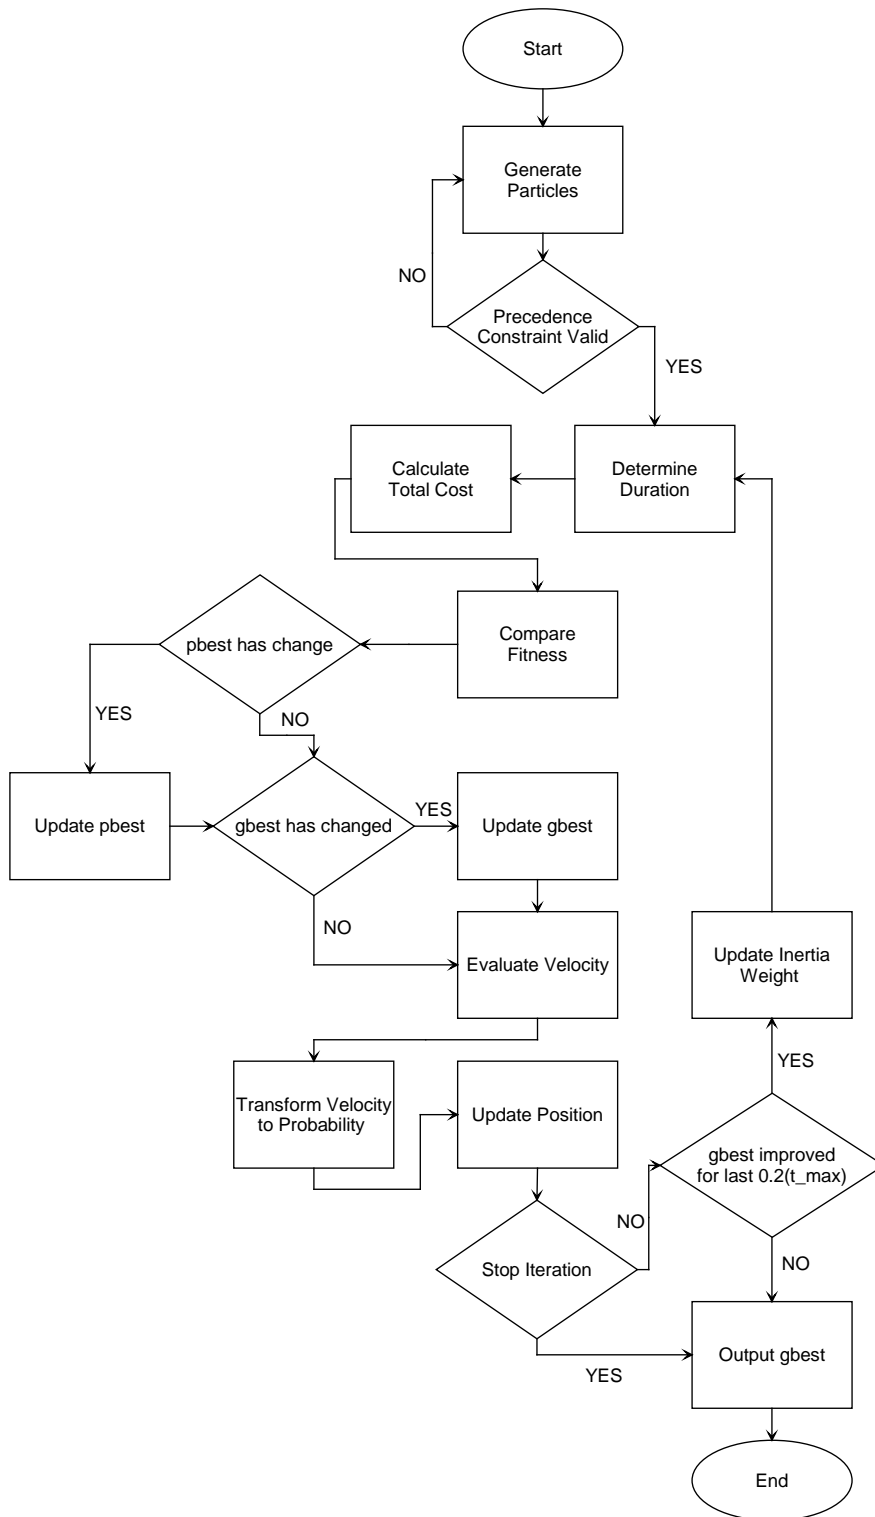 Start
Generate
Particles
NO
Precedence
Constraint Valid
YES
Calculate
Total Cost
Determine
Duration
pbest has change
Compare
Fitness
YES
NO
Update pbest
gbest has changed
YES
Update gbest
NO
Evaluate Velocity
Update Inertia
Weight
YES
Transform Velocity
to Probability
Update Position
gbest improved
for last 0.2(t_max)
NO
Stop Iteration
NO
YES
Output gbest
End